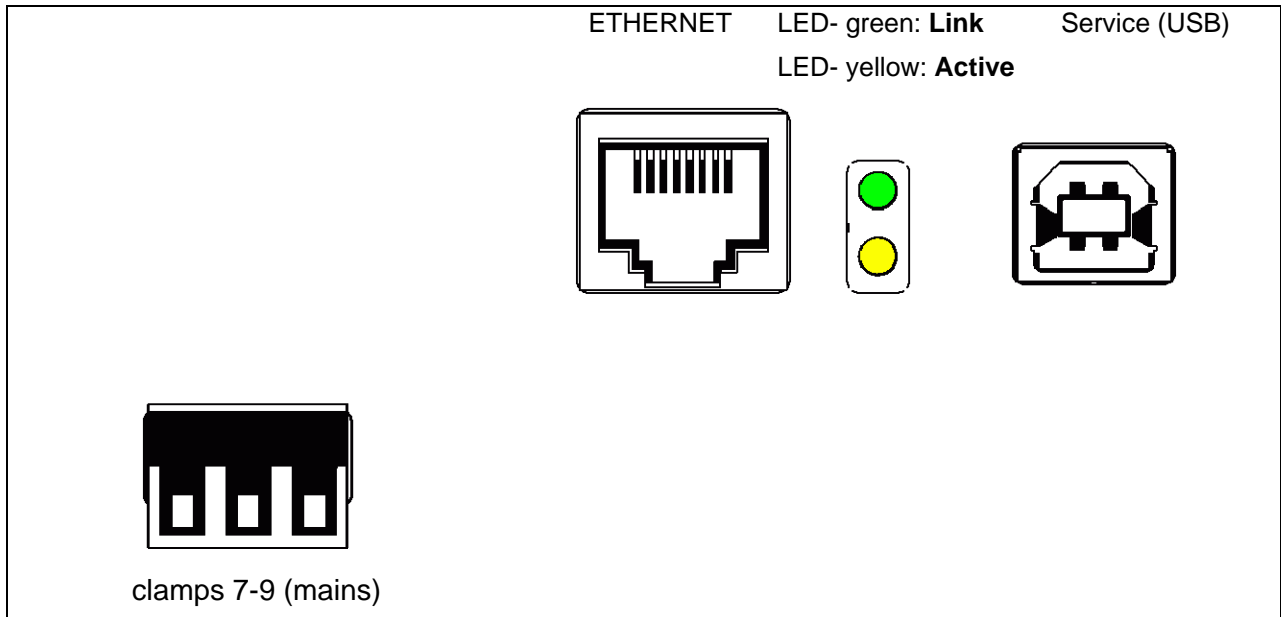 ETHERNET LED- green: Link Service (USB)
LED- yellow: Active
clamps 7-9 (mains)